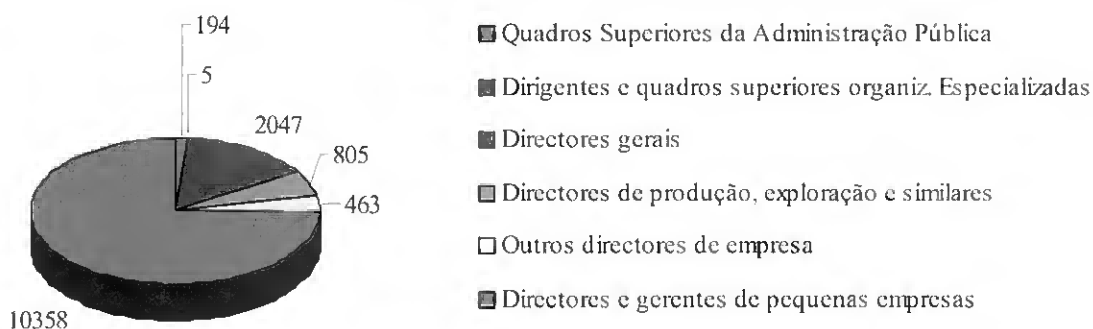 194
5
2047
805
463
10358
Quadros Superiores da Administração Pública
Dirigentes e quadros superiores organiz. Especializadas
Directores gerais
Directores de produção, exploração e similares
Outros directores de empresa
Directores e gerentes de pequenas empresas